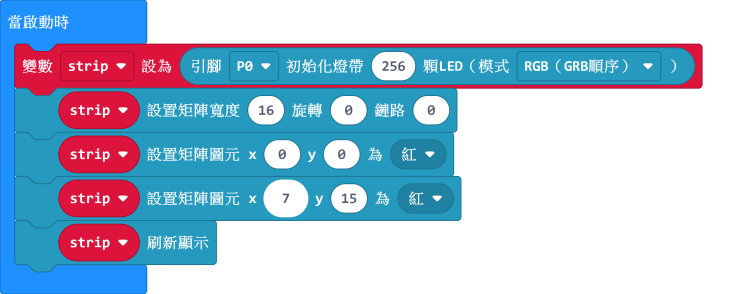 當啟動時
變數 strip 設為 引腳 P0 初始化燈帶 256 顆LED（模式 RGB（GRB順序） ）
strip 設置矩陣寬度 16 旋轉 0 鏈路 0
strip 設置矩陣圖元 x 0 y 0 為 紅
strip 設置矩陣圖元 x 7 y 15 為 紅
strip 刷新顯示